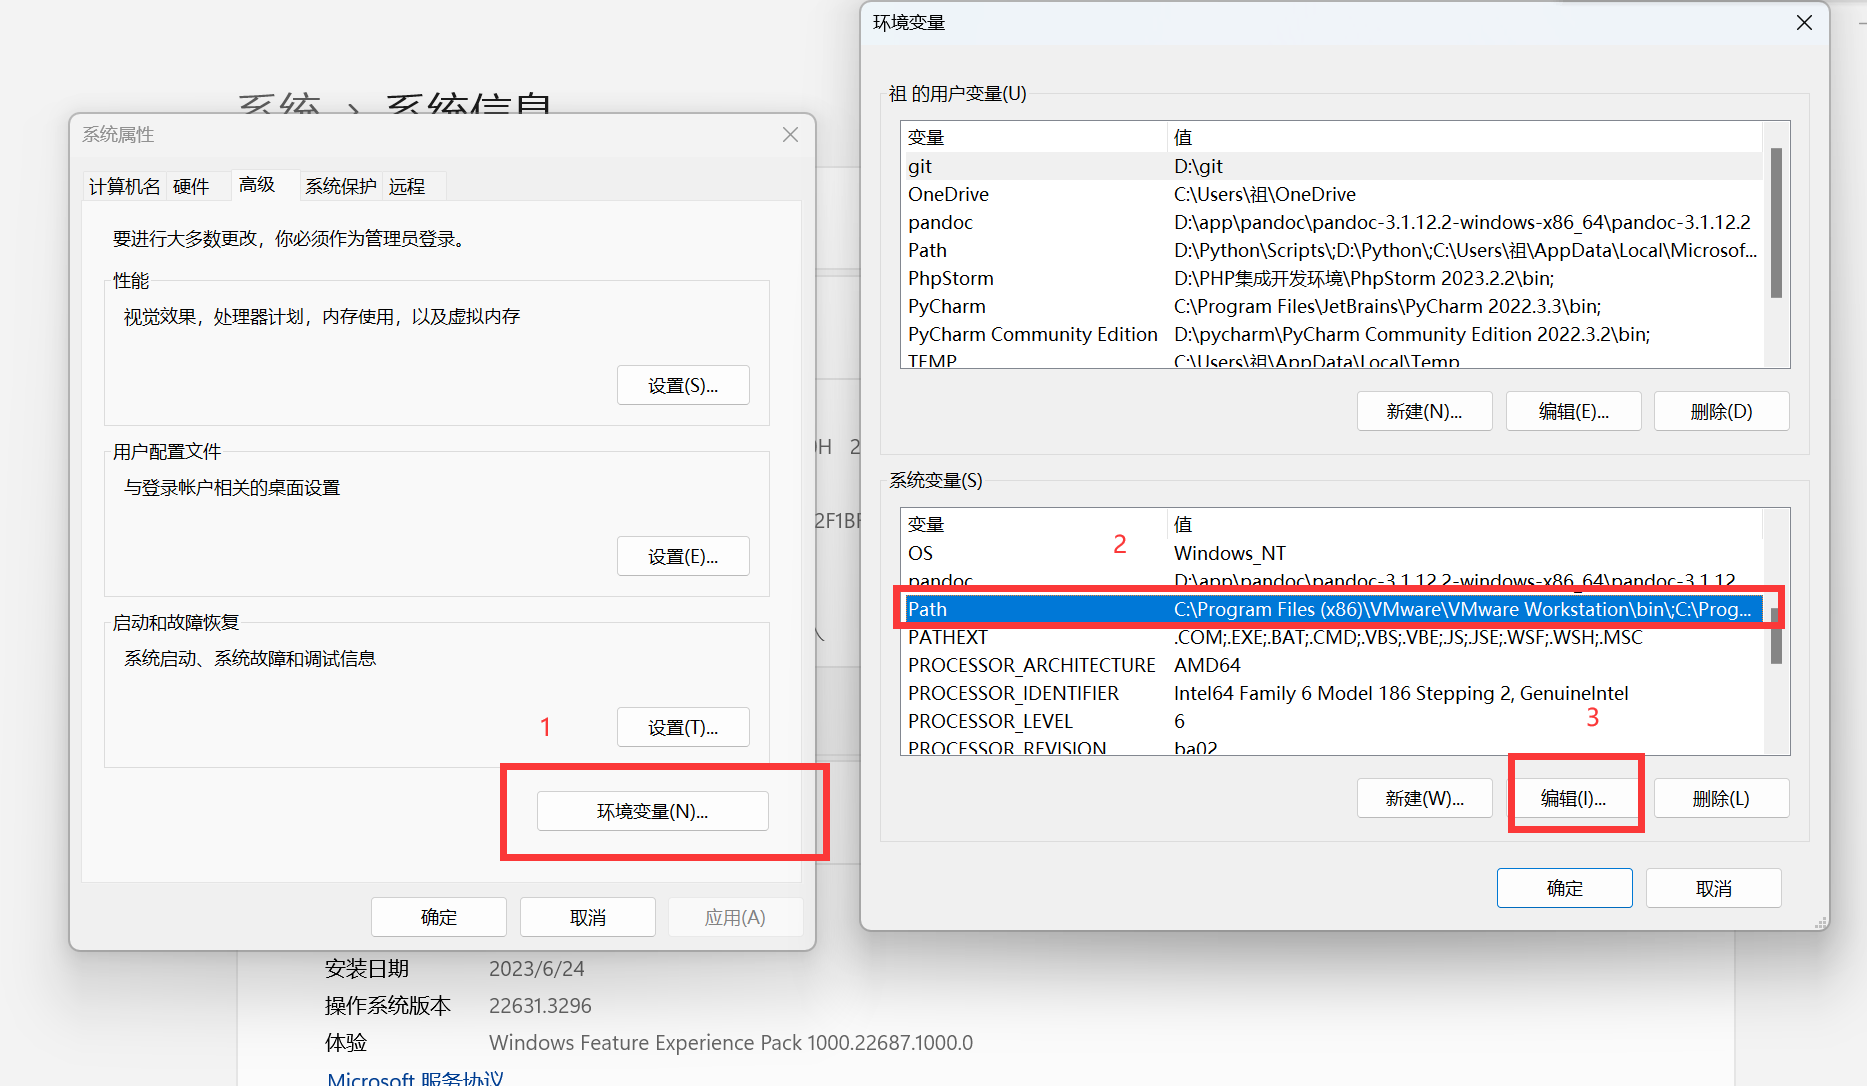 系统 › 系统信息
系统属性
计算机名 硬件 高级 系统保护 远程
要进行大多数更改，你必须作为管理员登录。
性能
视觉效果，处理器计划，内存使用，以及虚拟内存
设置(S)...
用户配置文件
与登录帐户相关的桌面设置
设置(E)...
启动和故障恢复
系统启动、系统故障和调试信息
1
设置(T)...
环境变量(N)...
确定 取消 应用(A)
安装日期 2023/6/24
操作系统版本 22631.3296
体验 Windows Feature Experience Pack 1000.22687.1000.0
Microsoft 服务协议
环境变量
祖 的用户变量(U)
变量 值
git D:\git
OneDrive C:\Users\祖\OneDrive
pandoc D:\app\pandoc\pandoc-3.1.12.2-windows-x86_64\pandoc-3.1.12.2
Path D:\Python\Scripts\;D:\Python\;C:\Users\祖\AppData\Local\Microsof...
PhpStorm D:\PHP集成开发环境\PhpStorm 2023.2.2\bin;
PyCharm C:\Program Files\JetBrains\PyCharm 2022.3.3\bin;
PyCharm Community Edition D:\pycharm\PyCharm Community Edition 2022.3.2\bin;
TEMP C:\Users\祖\AppData\Local\Temp
新建(N)... 编辑(E)... 删除(D)
系统变量(S)
变量 值
2
OS Windows_NT
pandoc D:\app\pandoc\pandoc-3.1.12.2-windows-x86_64\pandoc-3.1.12...
Path C:\Program Files (x86)\VMware\VMware Workstation\bin\;C:\Prog...
PATHEXT .COM;.EXE;.BAT;.CMD;.VBS;.VBE;.JS;.JSE;.WSF;.WSH;.MSC
PROCESSOR_ARCHITECTURE AMD64
PROCESSOR_IDENTIFIER Intel64 Family 6 Model 186 Stepping 2, GenuineIntel
PROCESSOR_LEVEL 6
3
PROCESSOR_REVISION ba02
新建(W)... 编辑(I)... 删除(L)
确定 取消